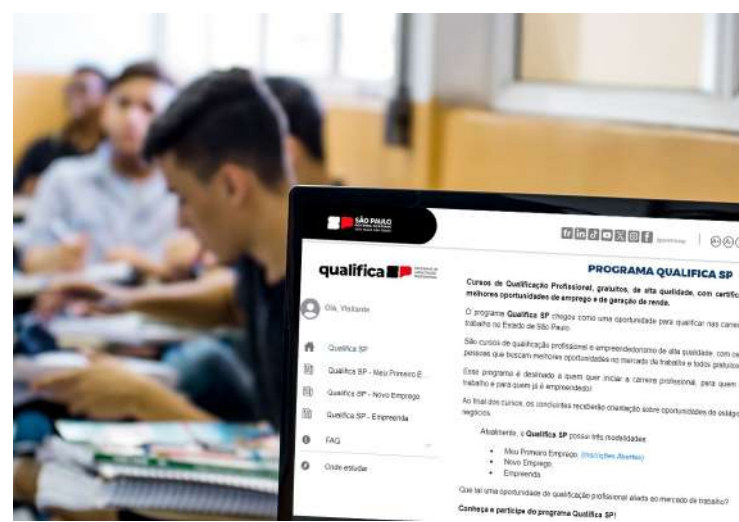 SÃO PAULO
qualifica SP
Olá, Visitante
Qualifica SP
Qualifica SP - Meu Primeiro E...
Qualifica SP - Novo Emprego
Qualifica SP - Empreenda
FAQ
Onde estudar
PROGRAMA QUALIFICA SP
Cursos de Qualificação Profissional, gratuitos, de alta qualidade, com certific
melhores oportunidades de emprego e de geração de renda.
O programa Qualifica SP chegou como uma oportunidade para qualificar nas carrei
trabalho no Estado de São Paulo.
São cursos de qualificação profissional e empreendedorismo de alta qualidade, com ce
pessoas que buscam melhores oportunidades no mercado de trabalho e todos gratuitos
Esse programa é destinado a quem quer iniciar a carreira profissional, para quem
trabalho e para quem já é empreendedor.
Ao final dos cursos, os concluintes receberão orientação sobre oportunidades de estágio
negócios.
Atualmente, o Qualifica SP possui três modalidades
Meu Primeiro Emprego (Inscrições Abertas)
Novo Emprego
Empreenda
Que tal uma oportunidade de qualificação profissional aliada ao mercado de trabalho?
Conheça e participe do programa Qualifica SP!